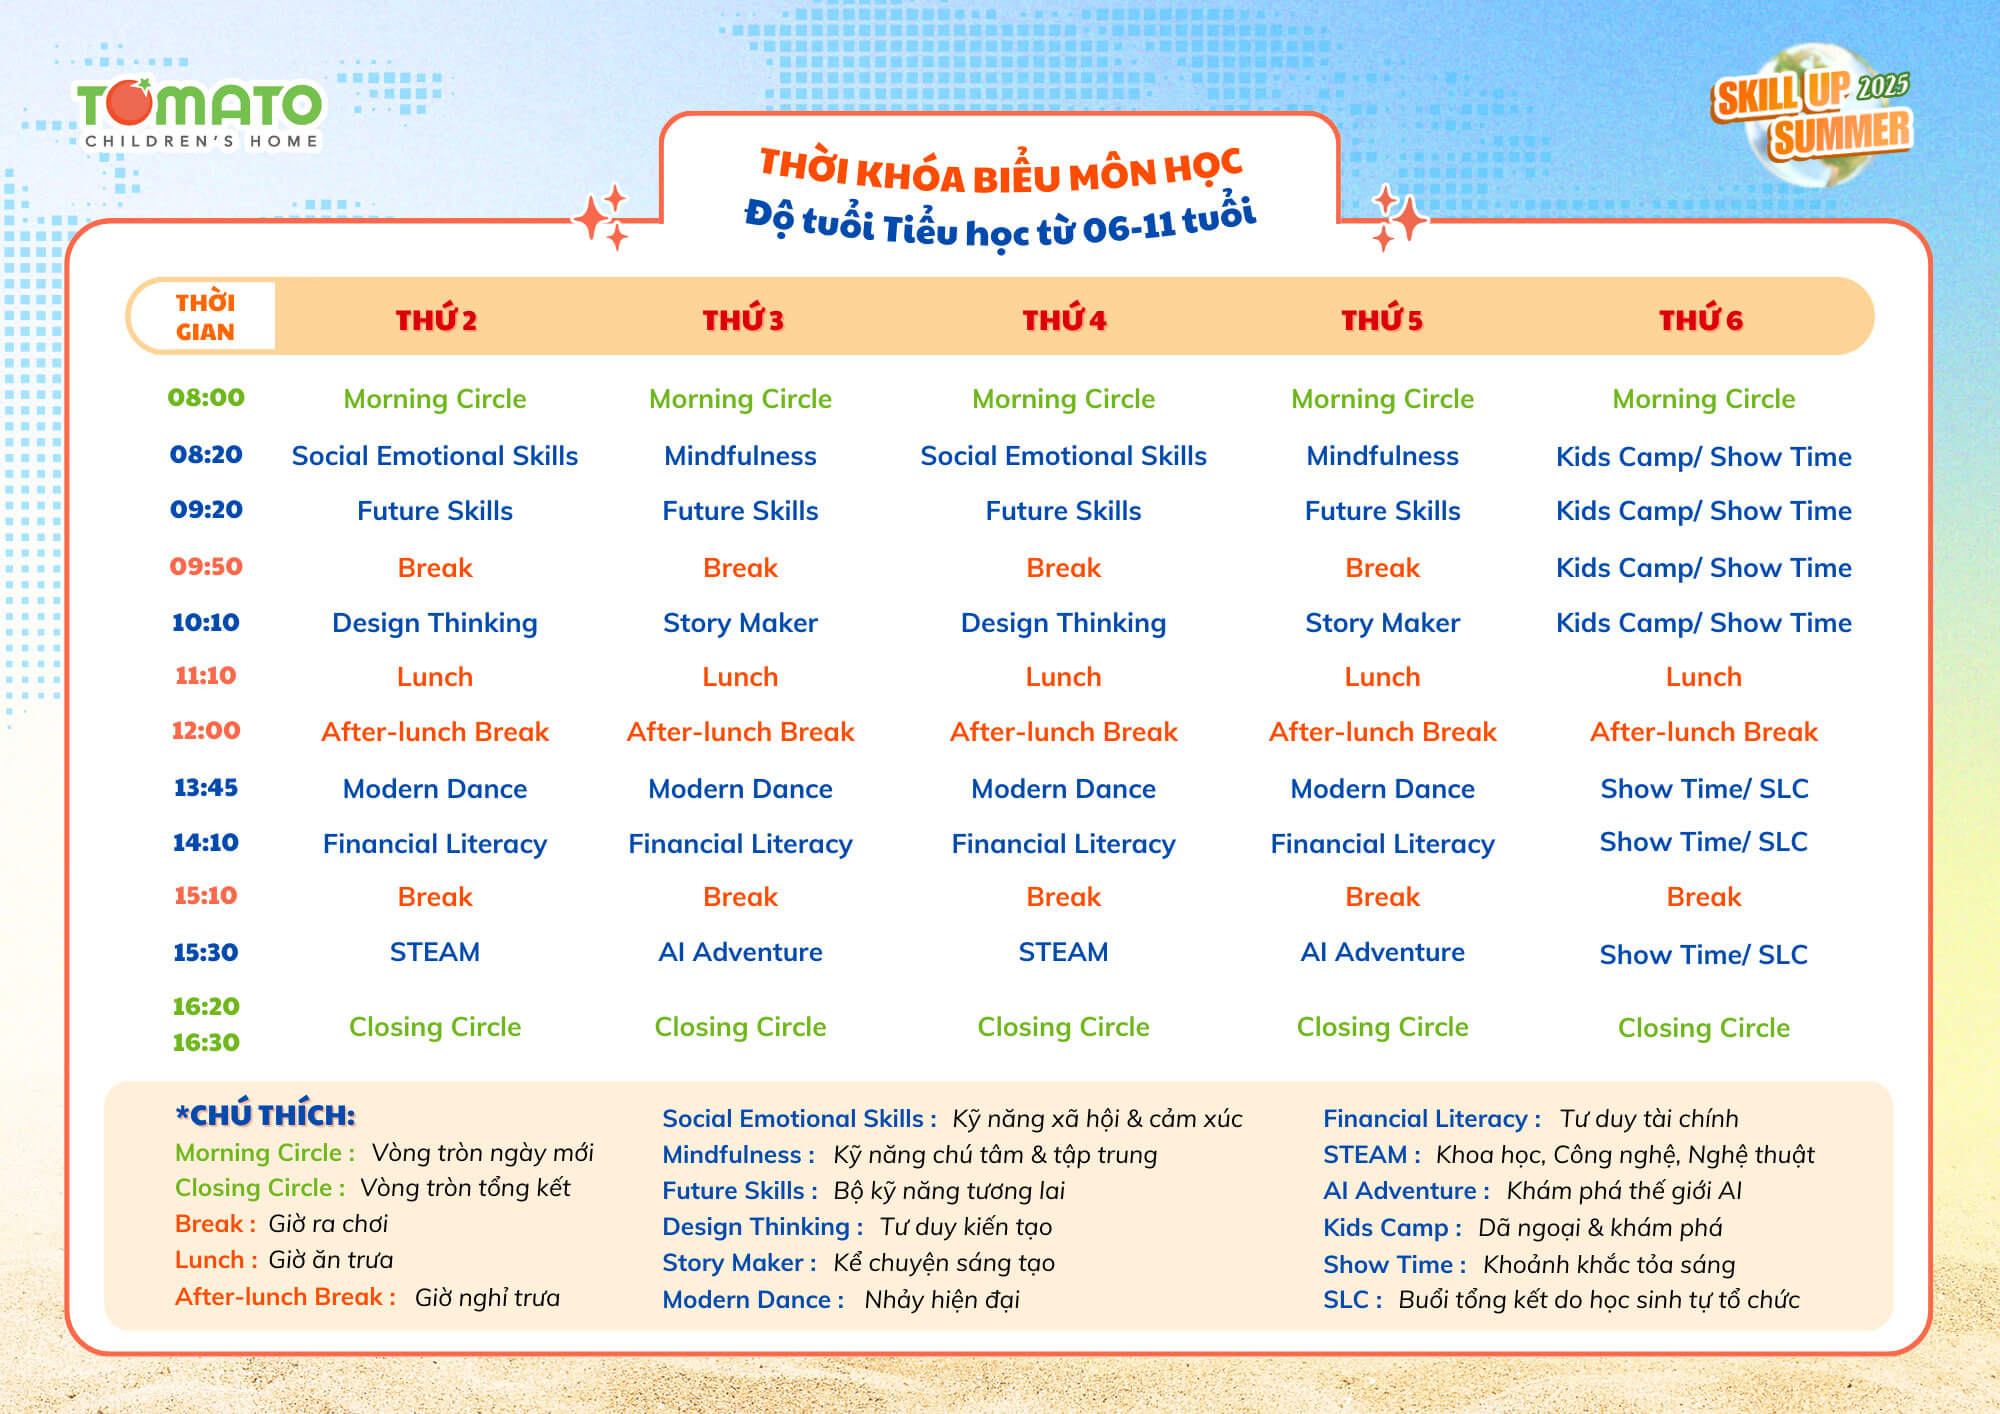 TOMATO
CHILDREN'S HOME
SKILL UP 2025
SUMMER
THỜI KHÓA BIỂU MÔN HỌC
Độ tuổi Tiểu học từ 06-11 tuổi
THỜI GIAN THỨ 2 THỨ 3 THỨ 4 THỨ 5 THỨ 6
08:00 Morning Circle Morning Circle Morning Circle Morning Circle Morning Circle
08:20 Social Emotional Skills Mindfulness Social Emotional Skills Mindfulness Kids Camp/ Show Time
09:20 Future Skills Future Skills Future Skills Future Skills Kids Camp/ Show Time
09:50 Break Break Break Break Kids Camp/ Show Time
10:10 Design Thinking Story Maker Design Thinking Story Maker Kids Camp/ Show Time
11:10 Lunch Lunch Lunch Lunch Lunch
12:00 After-lunch Break After-lunch Break After-lunch Break After-lunch Break After-lunch Break
13:45 Modern Dance Modern Dance Modern Dance Modern Dance Show Time/ SLC
14:10 Financial Literacy Financial Literacy Financial Literacy Financial Literacy Show Time/ SLC
15:10 Break Break Break Break Break
15:30 STEAM AI Adventure STEAM AI Adventure Show Time/ SLC
16:20
16:30 Closing Circle Closing Circle Closing Circle Closing Circle Closing Circle
*CHÚ THÍCH:
Morning Circle : Vòng tròn ngày mới
Closing Circle : Vòng tròn tổng kết
Break : Giờ ra chơi
Lunch : Giờ ăn trưa
After-lunch Break : Giờ nghỉ trưa
Social Emotional Skills : Kỹ năng xã hội & cảm xúc
Mindfulness : Kỹ năng chú tâm & tập trung
Future Skills : Bộ kỹ năng tương lai
Design Thinking : Tư duy kiến tạo
Story Maker : Kể chuyện sáng tạo
Modern Dance : Nhảy hiện đại
Financial Literacy : Tư duy tài chính
STEAM : Khoa học, Công nghệ, Nghệ thuật
AI Adventure : Khám phá thế giới AI
Kids Camp : Dã ngoại & khám phá
Show Time : Khoảnh khắc tỏa sáng
SLC : Buổi tổng kết do học sinh tự tổ chức